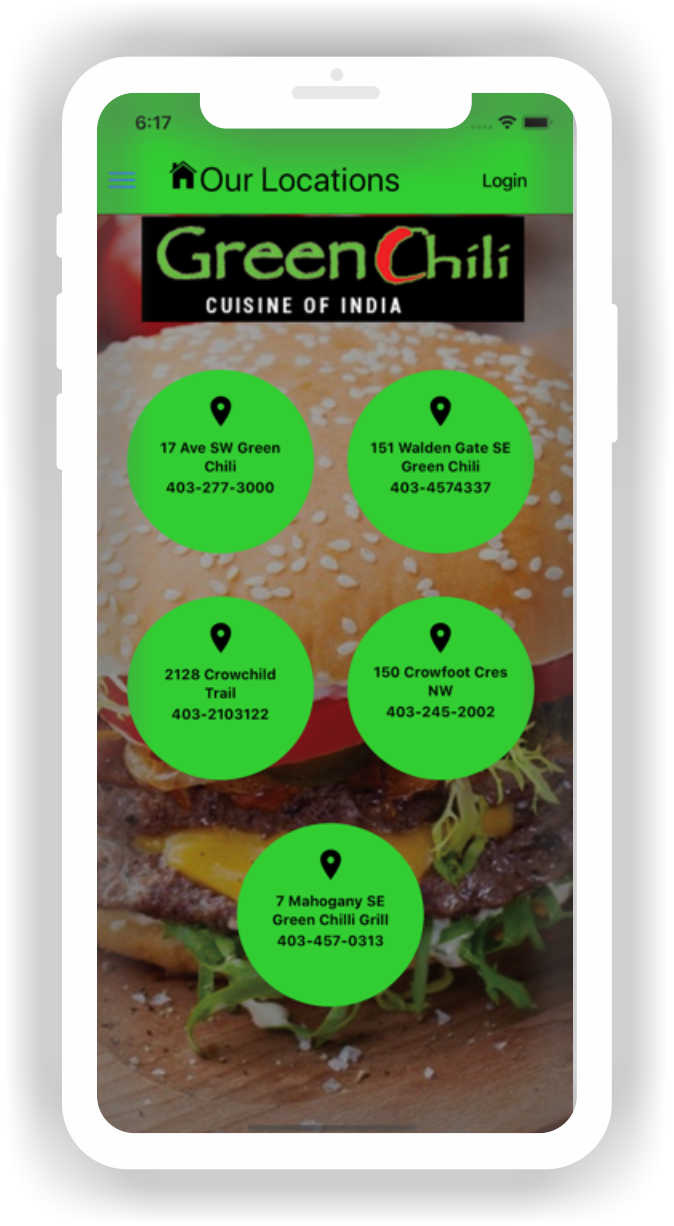 6:17
Our Locations
Login
Green Chili
CUISINE OF INDIA
17 Ave SW Green
Chili
403-277-3000
151 Walden Gate SE
Green Chili
403-4574337
2128 Crowchild
Trail
403-2103122
150 Crowfoot Cres
NW
403-245-2002
7 Mahogany SE
Green Chilli Grill
403-457-0313